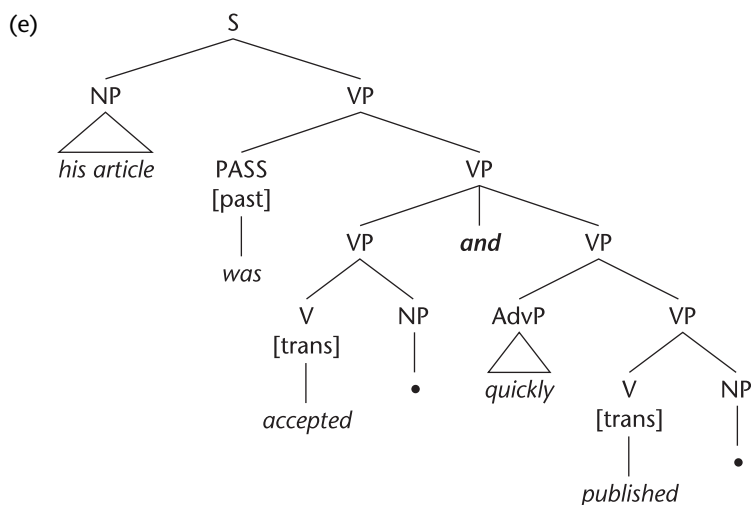 (e) S
NP VP
his article PASS VP
[past]
VP and VP
was
V NP AdvP VP
[trans]
quickly V NP
accepted [trans]
published